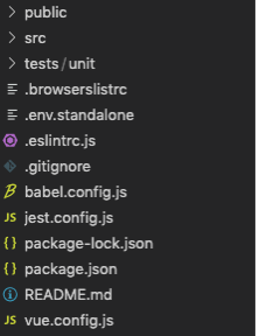 public
src
tests/unit
.browserslistrc
.env.standalone
.eslintrc.js
.gitignore
babel.config.js
JS jest.config.js
{} package-lock.json
{} package.json
README.md
JS vue.config.js